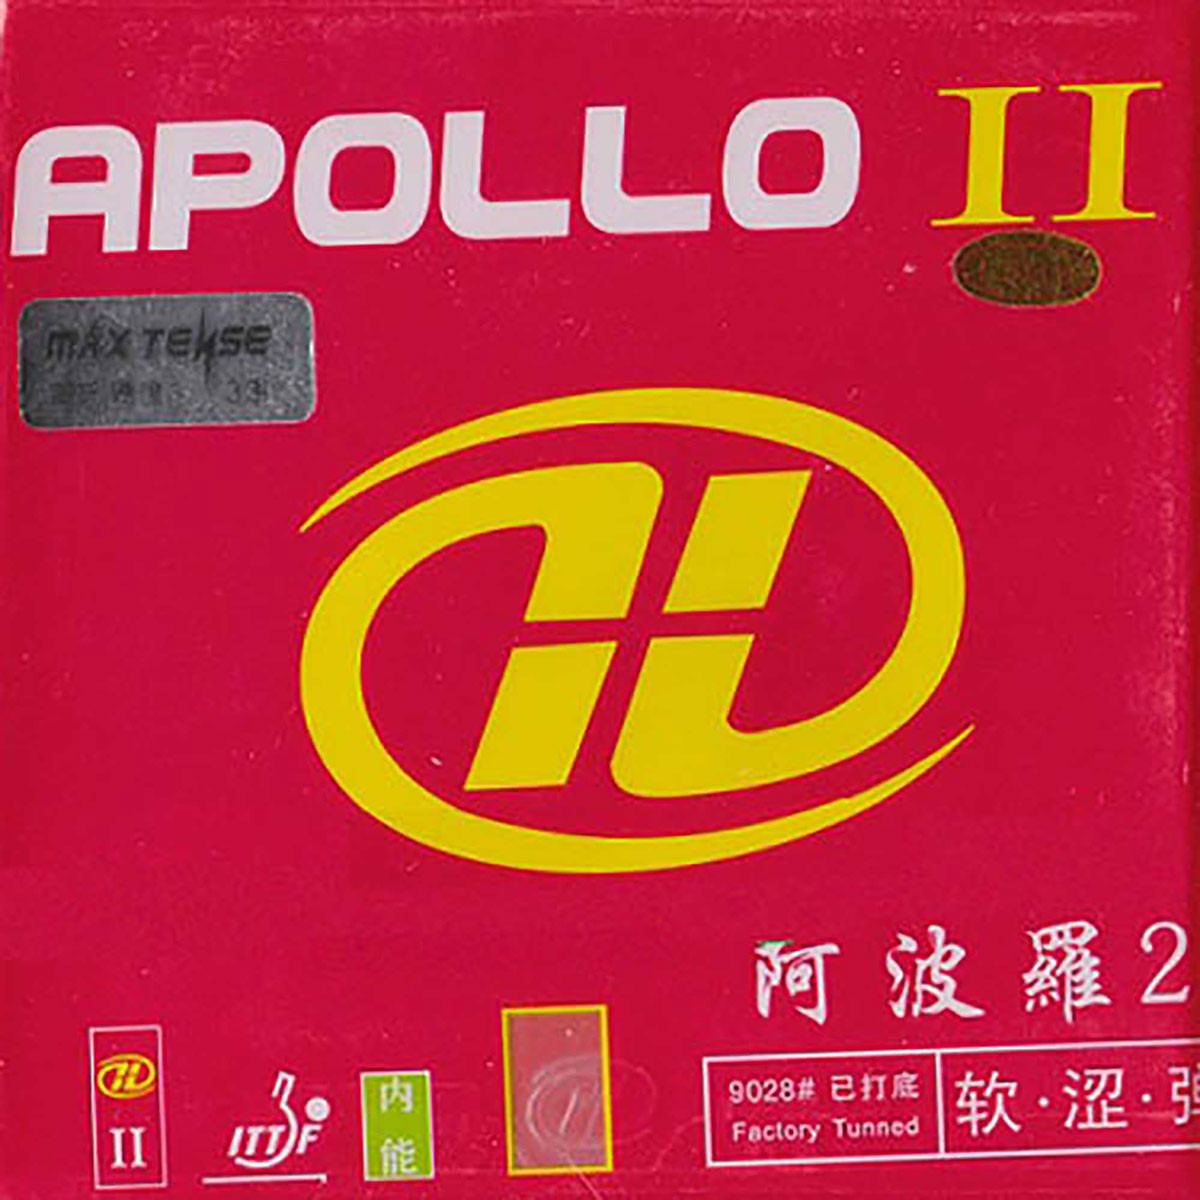 APOLLO II
MAX TENSE
阿波羅2
9028# 已打底
Factory Tunned
软·涩·弹
II
ITTF
内
能